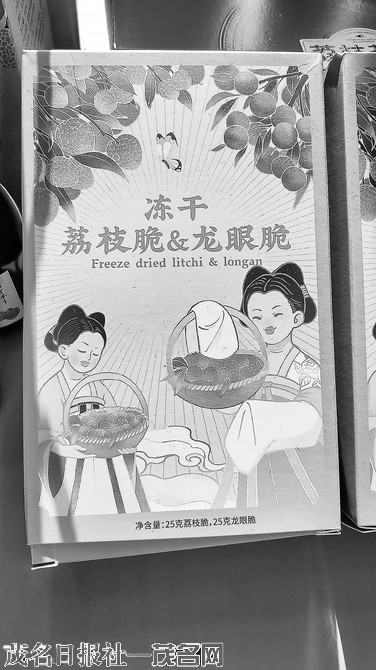 冻干
荔枝脆&龙眼脆
Freeze dried litchi & longan
净含量:25克荔枝脆,25克龙眼脆
茂名日报社—茂名网